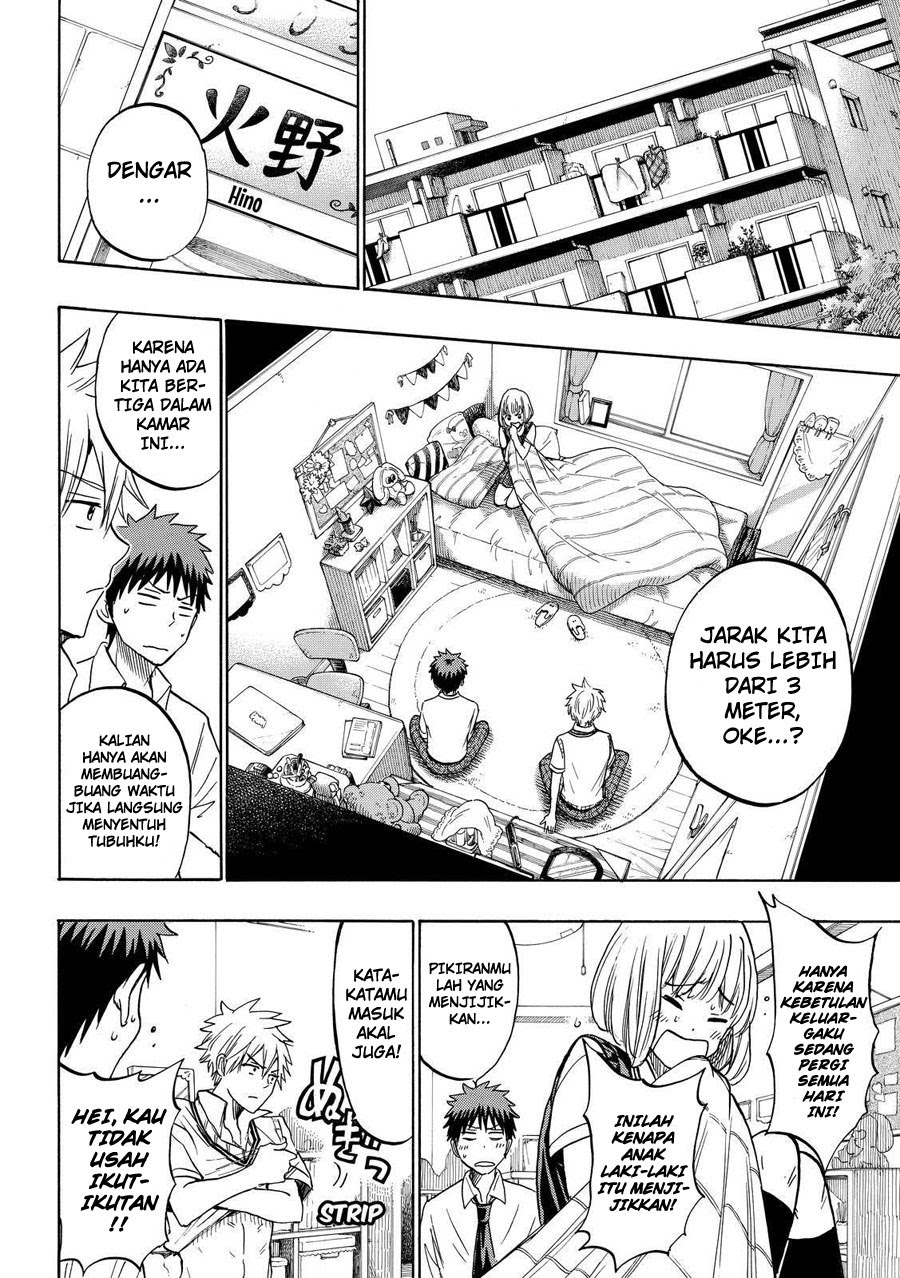 火野
Hino
DENGAR
...
KARENA
HANYA ADA
KITA BER-
TIGA DALAM
KAMAR
INI...
JARAK KITA
HARUS LEBIH
DARI 3
METER,
OKE...?
KALIAN
HANYA AKAN
MEMBUANG-
BUANG WAKTU
JIKA LANGSUNG
MENYENTUH
TUBUHKU!
HANYA
KARENA
KEBETULAN
KELUAR-
GAKU
SEDANG
PERGI
SEMUA
HARI
INI!
INILAH
KENAPA
ANAK
LAKI-LAKI
ITU MENJI-
JIKKAN!
PIKIRANMU
LAH YANG
MENJIJIK-
KAN...
KATA-
KATAMU
MASUK
AKAL
JUGA!
ぬぎっ
STRIP
HEI, KAU
TIDAK
USAH
IKUT-
IKUTAN
!!